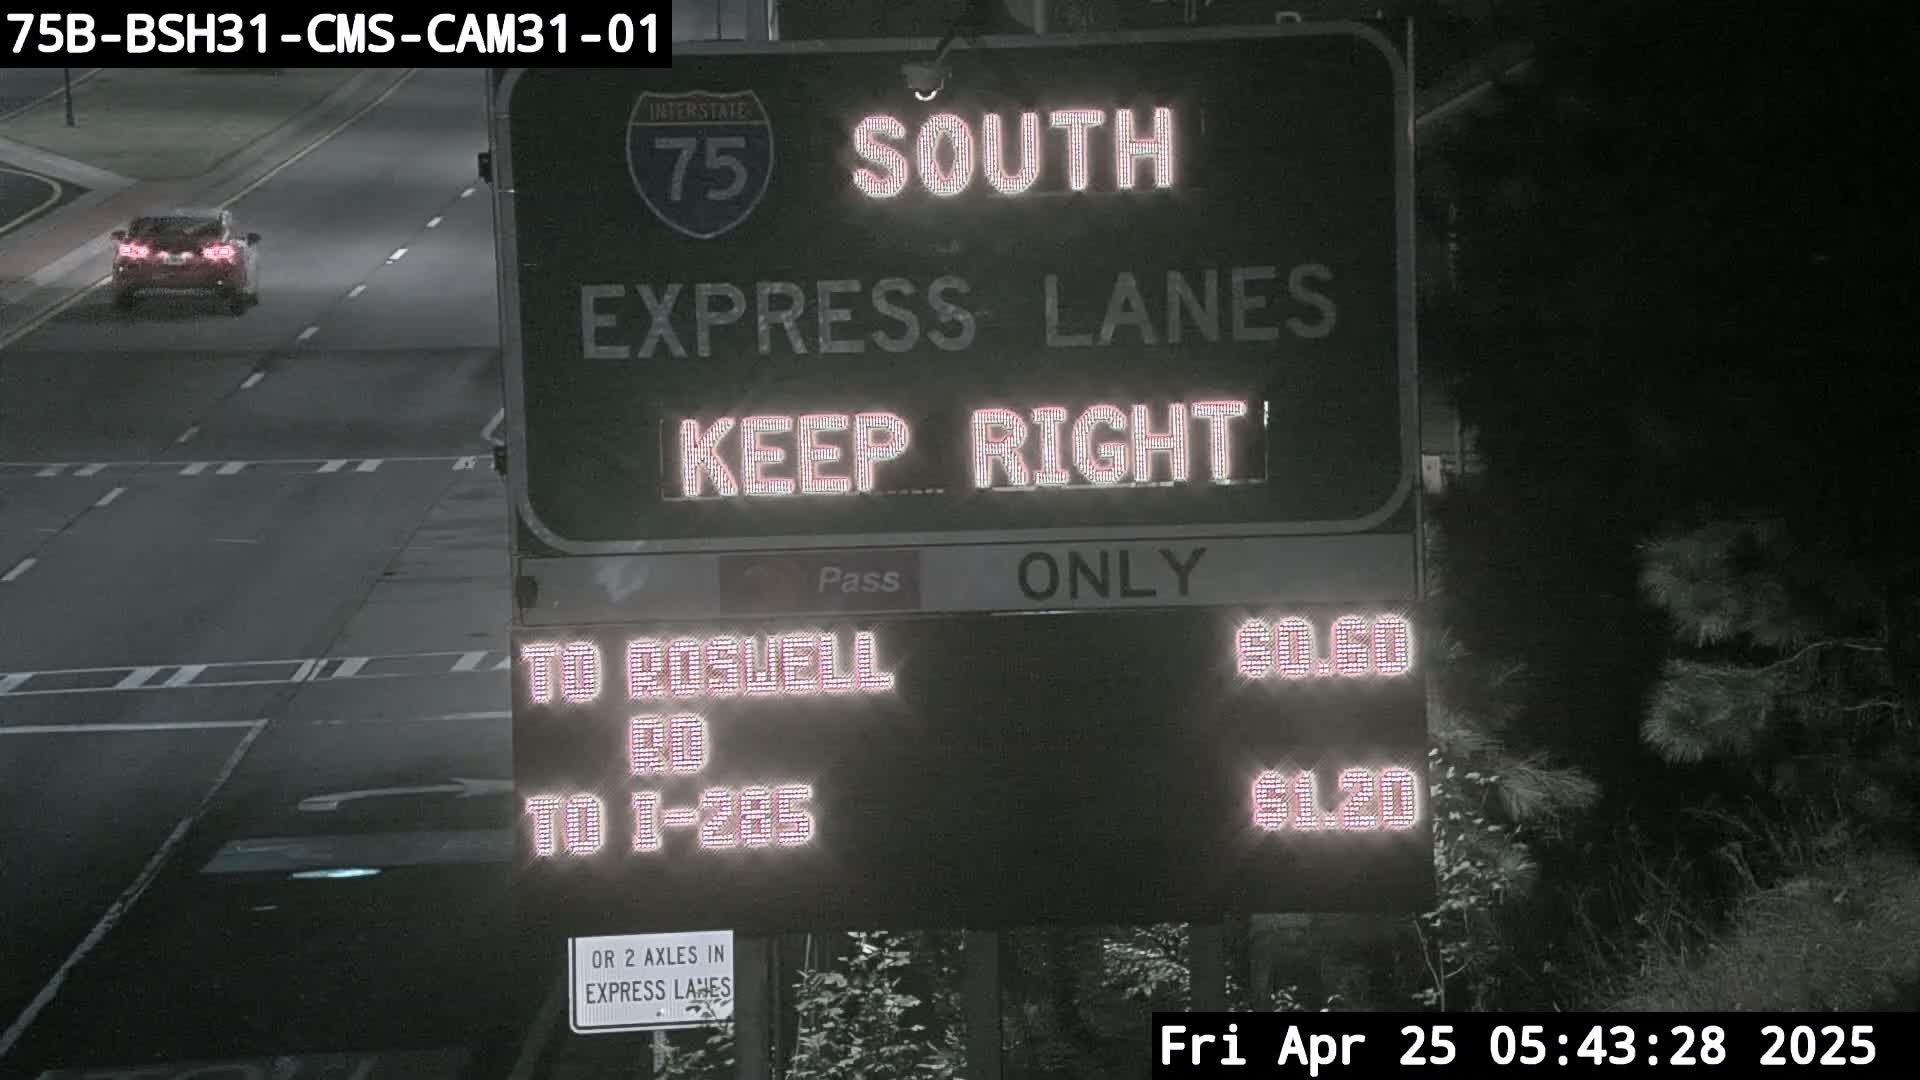 75B-BSH31-CMS-CAM31-01
INTERSTATE
75
SOUTH
EXPRESS LANES
KEEP RIGHT
Pass ONLY
TO ROSWELL $0.60
RD
TO I-285 $1.20
OR 2 AXLES IN
EXPRESS LANES
Fri Apr 25 05:43:28 2025